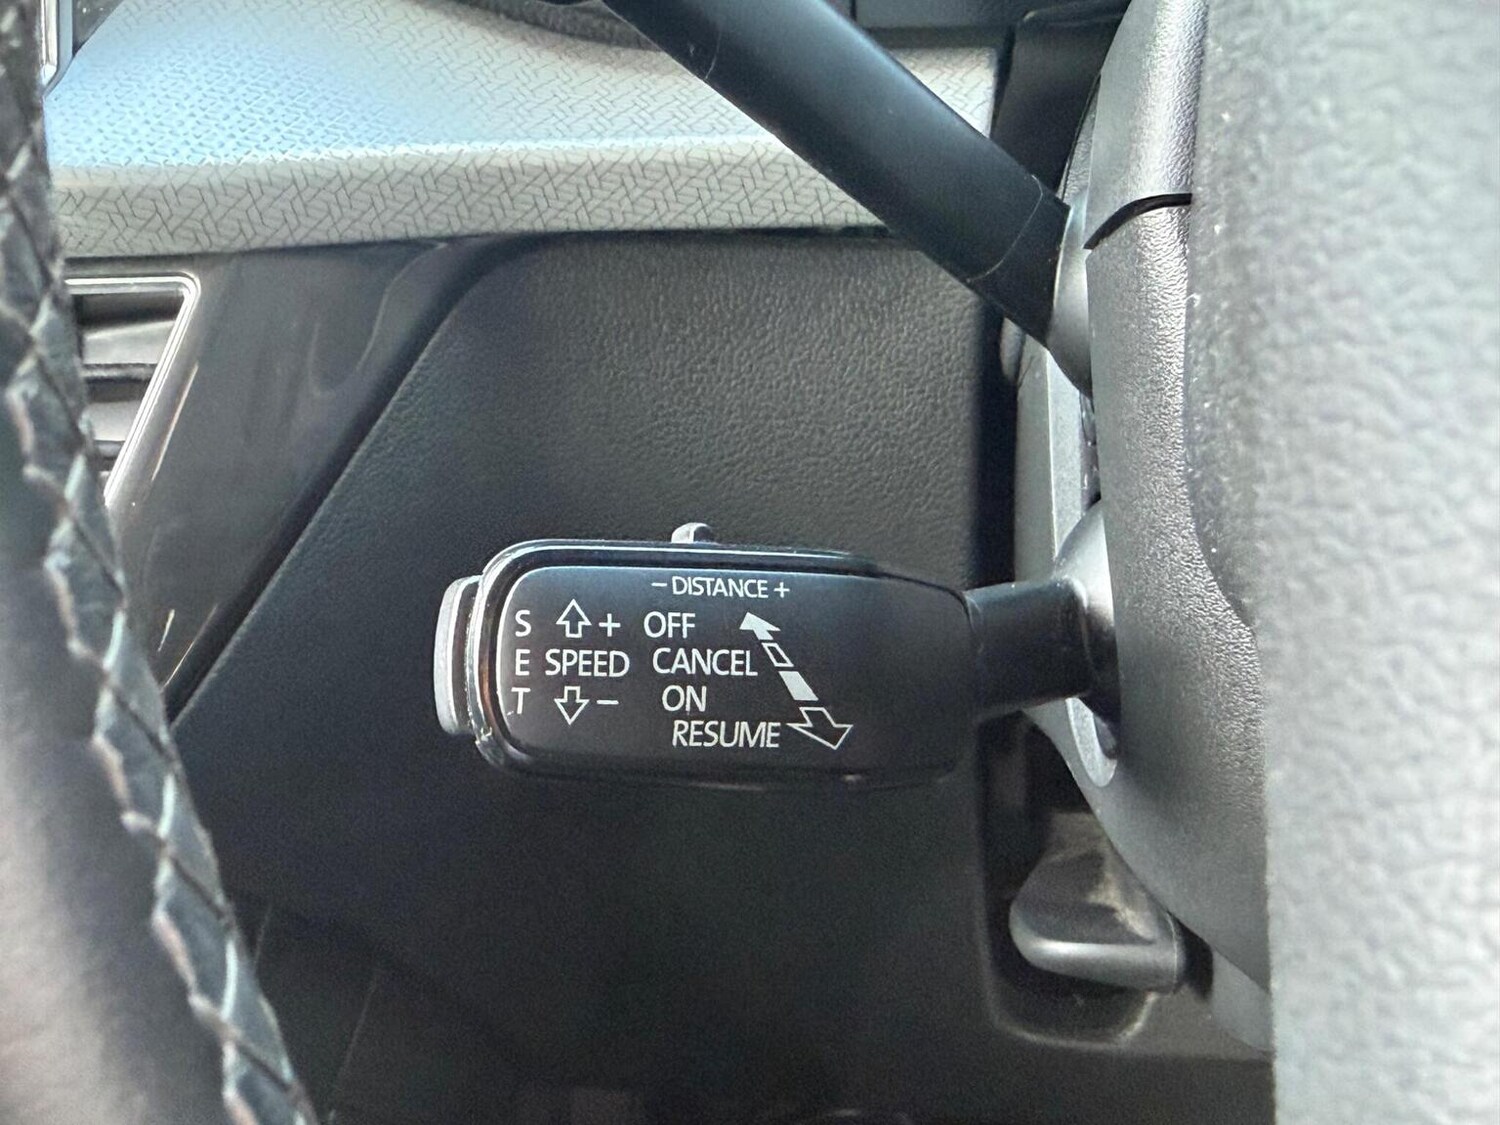 − DISTANCE +
S + OFF
E SPEED CANCEL
T − ON
RESUME